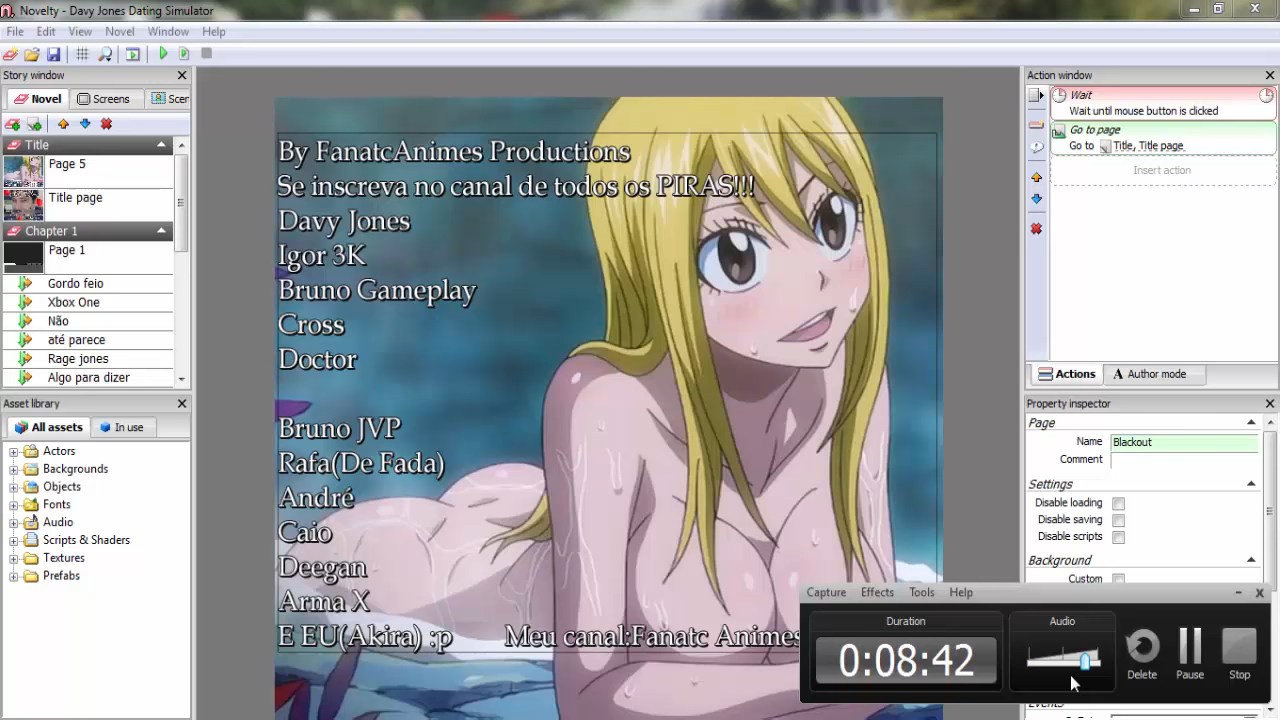 Novelty - Davy Jones Dating Simulator
File Edit View Novel Window Help
Story window
Novel Screens Scer
Title
Page 5
Title page
Chapter 1
Page 1
Gordo feio
Xbox One
Não
até parece
Rage jones
Algo para dizer
Asset library
All assets In use
Actors
Backgrounds
Objects
Fonts
Audio
Scripts & Shaders
Textures
Prefabs
By FanatcAnimes Productions
Se inscreva no canal de todos os PIRAS!!!
Davy Jones
Igor 3K
Bruno Gameplay
Cross
Doctor
Bruno JVP
Rafa(De Fada)
André
Caio
Deegan
Arma X
E EU(Akira) :p Meu canal:Fanatc Animes
Action window
Wait
Wait until mouse button is clicked
Go to page
Go to Title, Title page
Insert action
Actions A Author mode
Property inspector
Page
Name Blackout
Comment
Settings
Disable loading
Disable saving
Disable scripts
Background
Custom
Capture Effects Tools Help
Duration
0:08:42
Audio
Delete Pause Stop